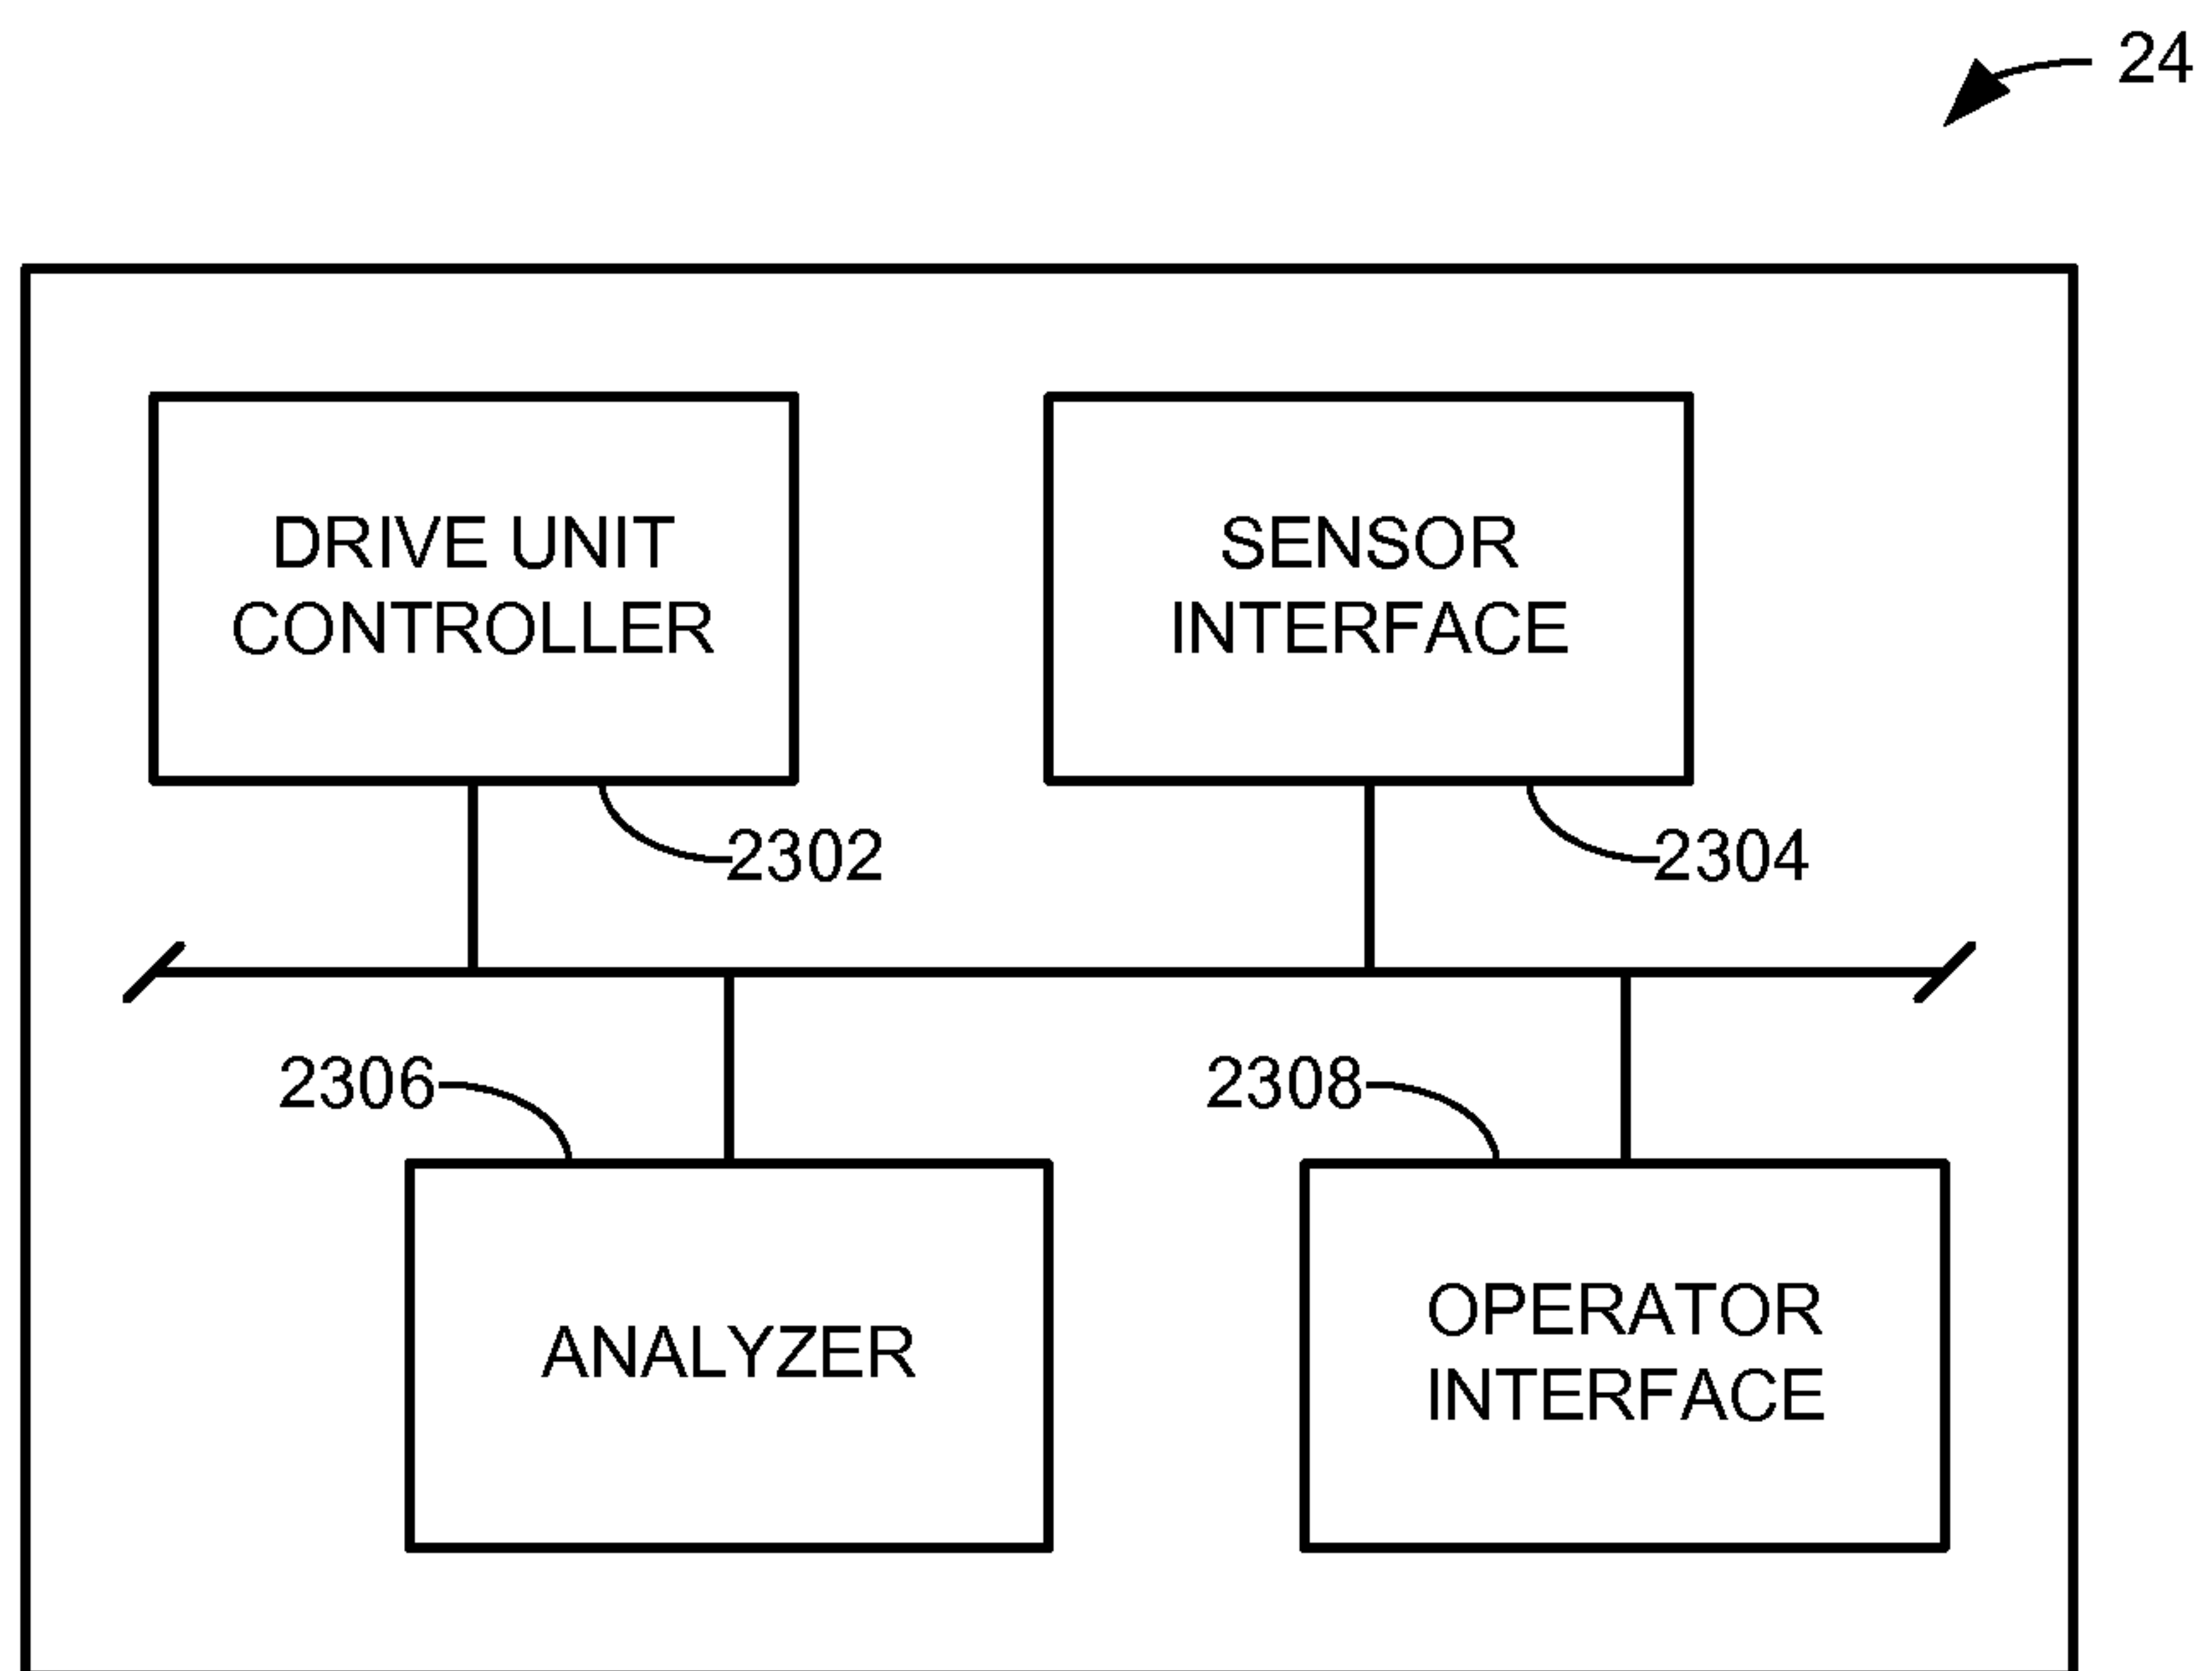 24
DRIVE UNIT
CONTROLLER
SENSOR
INTERFACE
2302
2304
2306
2308
ANALYZER
OPERATOR
INTERFACE